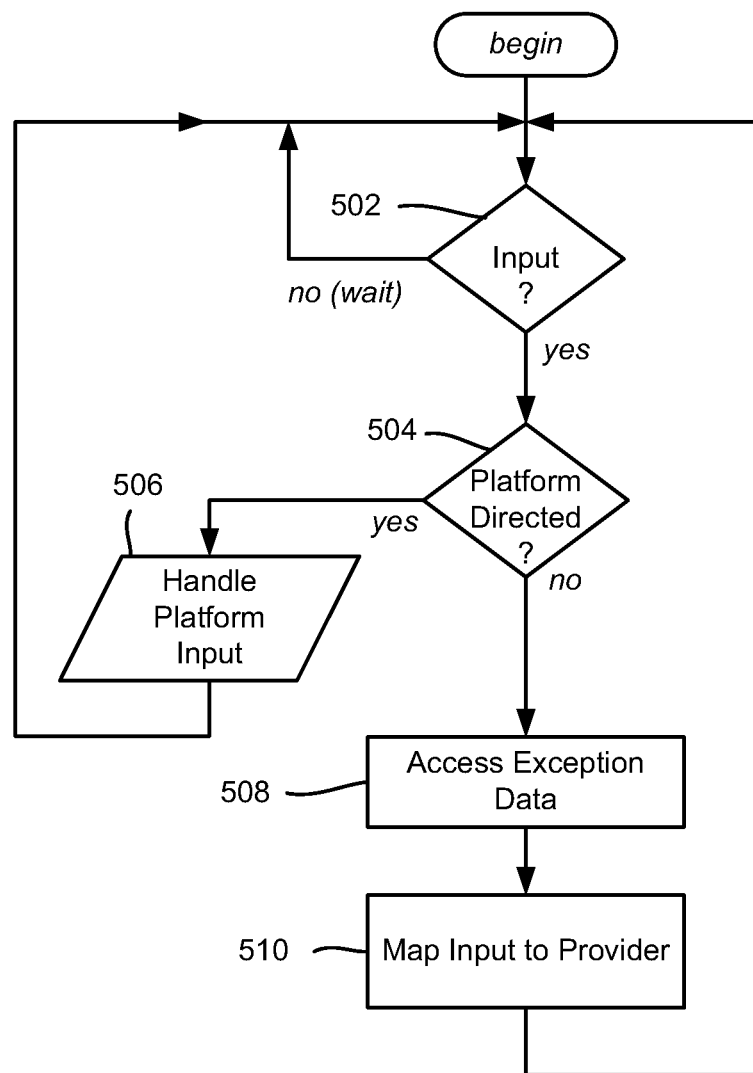 begin
502
Input
?
no (wait)
yes
504
Platform
Directed
?
yes
no
506
Handle
Platform
Input
508
Access Exception
Data
510
Map Input to Provider